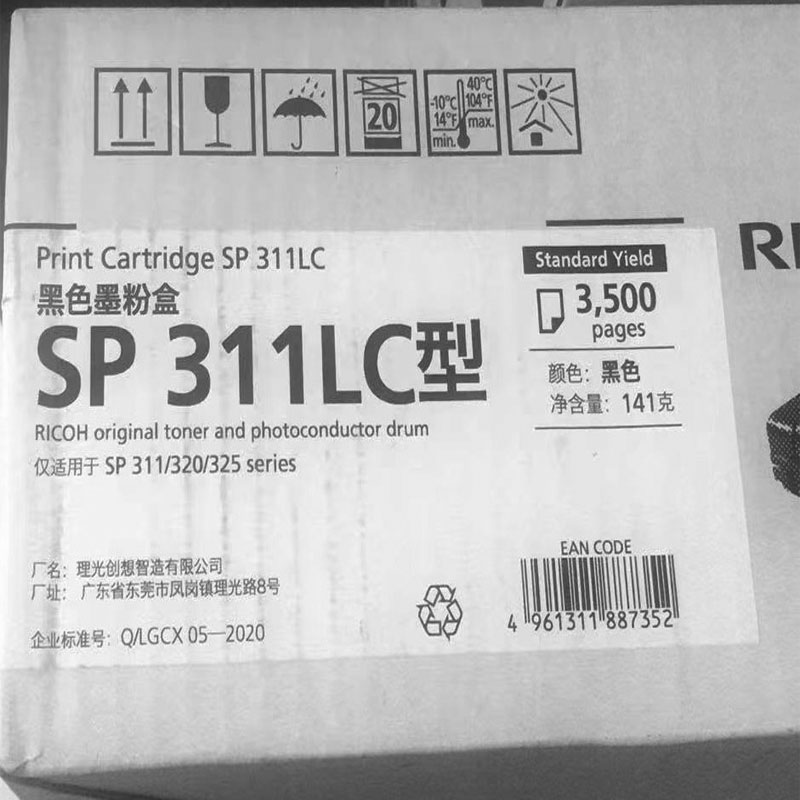 20
-10°C
14°F
min.
40°C
104°F
max.
Print Cartridge SP 311LC
黑色墨粉盒
SP 311LC型
RICOH original toner and photoconductor drum
仅适用于 SP 311/320/325 series
Standard Yield
3,500
pages
颜色：黑色
净含量：141克
RI
厂名：理光创想智造有限公司
厂址：广东省东莞市凤岗镇理光路8号
企业标准号：Q/LGCX 05—2020
EAN CODE
4 961311 887352